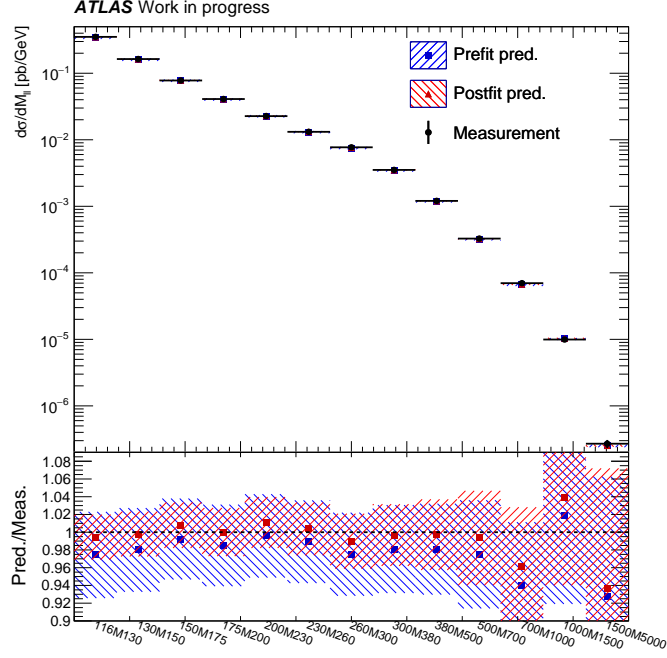 ATLAS Work in progress
dσ/dM_ll [pb/GeV]
Prefit pred.
Postfit pred.
Measurement
10⁻¹
10⁻²
10⁻³
10⁻⁴
10⁻⁵
10⁻⁶
Pred./Meas.
1.08
1.06
1.04
1.02
1
0.98
0.96
0.94
0.92
0.9
116M130
130M150
150M175
175M200
200M230
230M260
260M300
300M380
380M500
500M700
700M1000
1000M1500
1500M5000